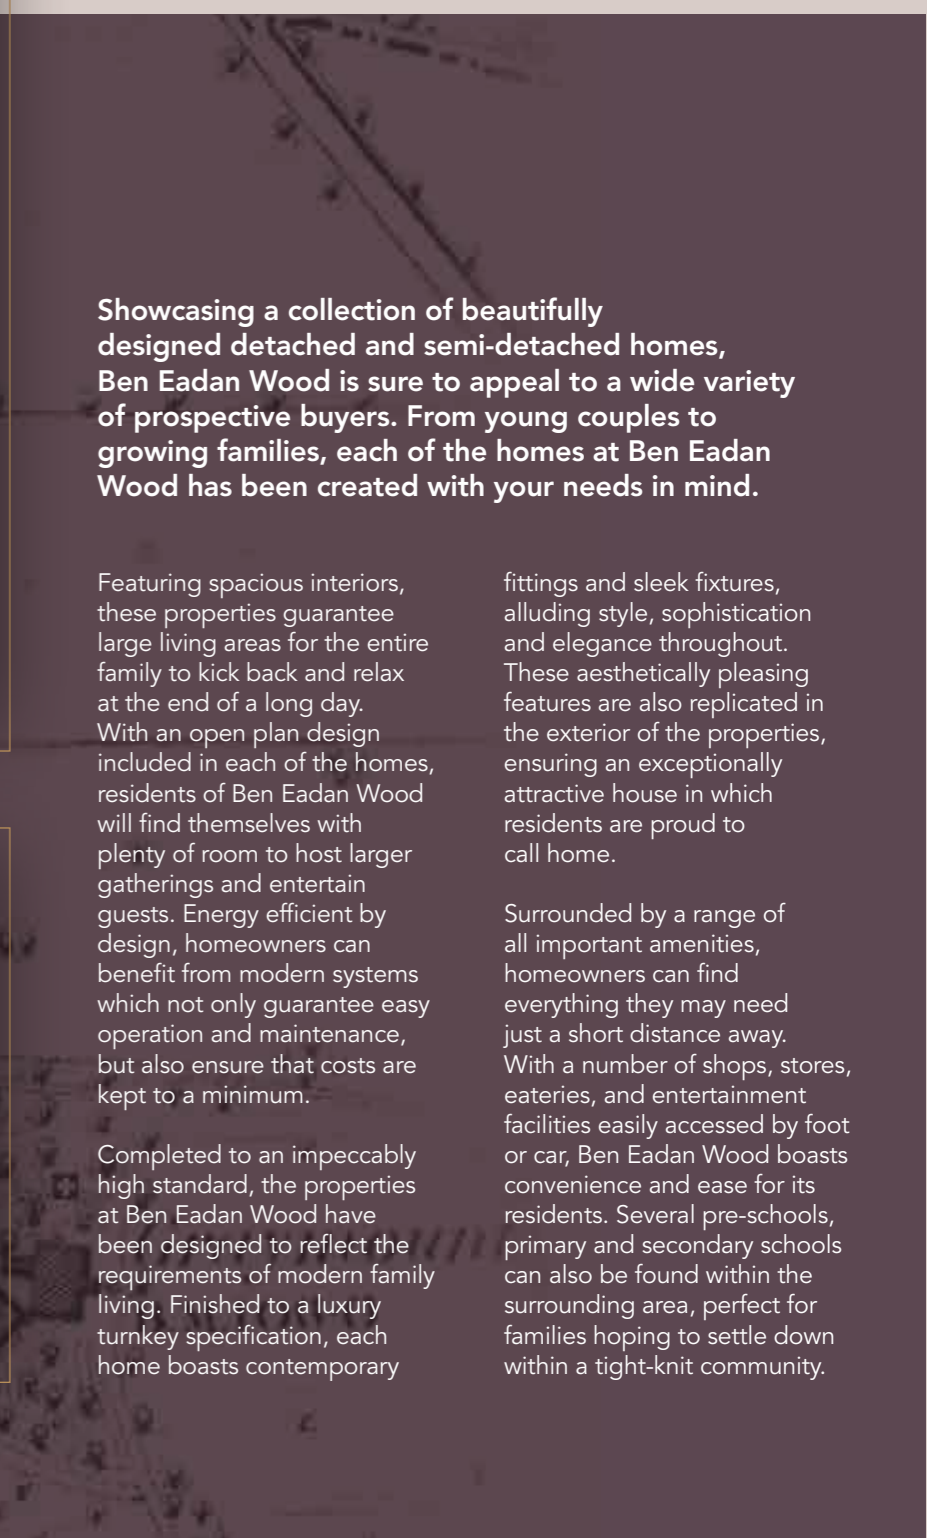 Showcasing a collection of beautifully
designed detached and semi-detached homes,
Ben Eadan Wood is sure to appeal to a wide variety
of prospective buyers. From young couples to
growing families, each of the homes at Ben Eadan
Wood has been created with your needs in mind.
Featuring spacious interiors,
these properties guarantee
large living areas for the entire
family to kick back and relax
at the end of a long day.
With an open plan design
included in each of the homes,
residents of Ben Eadan Wood
will find themselves with
plenty of room to host larger
gatherings and entertain
guests. Energy efficient by
design, homeowners can
benefit from modern systems
which not only guarantee easy
operation and maintenance,
but also ensure that costs are
kept to a minimum.
Completed to an impeccably
high standard, the properties
at Ben Eadan Wood have
been designed to reflect the
requirements of modern family
living. Finished to a luxury
turnkey specification, each
home boasts contemporary
fittings and sleek fixtures,
alluding style, sophistication
and elegance throughout.
These aesthetically pleasing
features are also replicated in
the exterior of the properties,
ensuring an exceptionally
attractive house in which
residents are proud to
call home.
Surrounded by a range of
all important amenities,
homeowners can find
everything they may need
just a short distance away.
With a number of shops, stores,
eateries, and entertainment
facilities easily accessed by foot
or car, Ben Eadan Wood boasts
convenience and ease for its
residents. Several pre-schools,
primary and secondary schools
can also be found within the
surrounding area, perfect for
families hoping to settle down
within a tight-knit community.